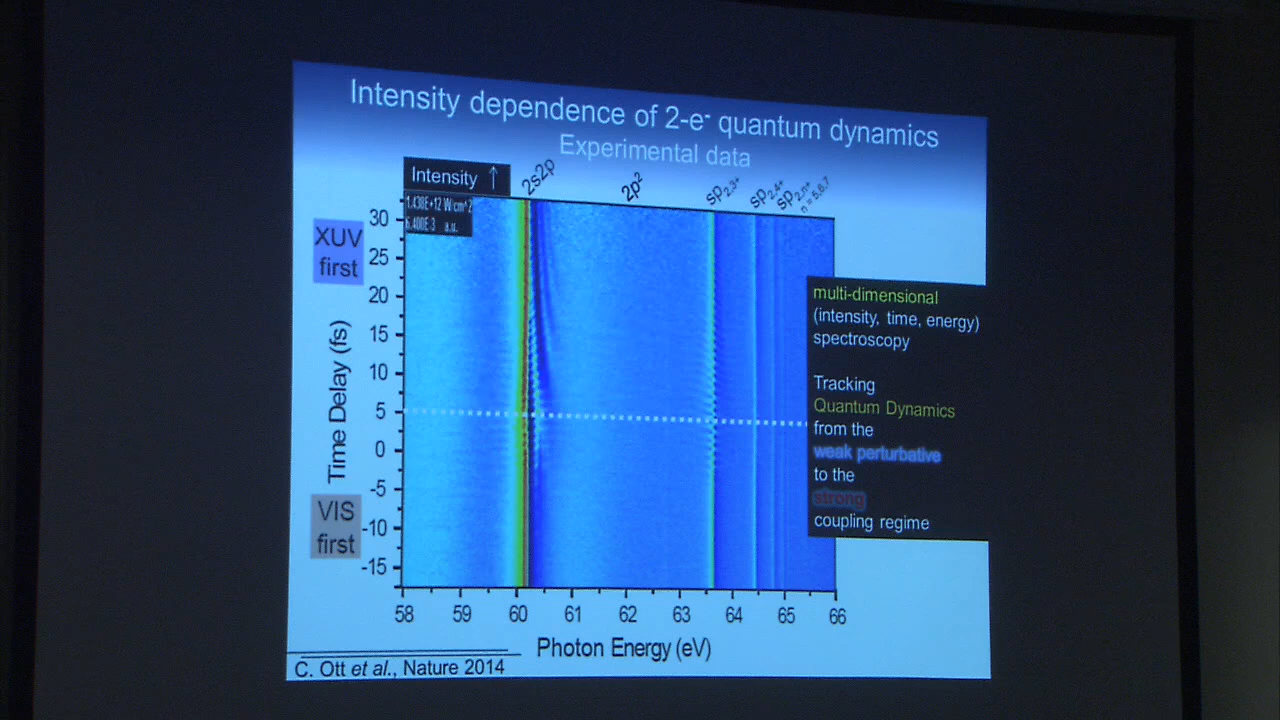 Intensity dependence of 2-e⁻ quantum dynamics
Experimental data
Intensity ↑
2s2p
2p²
sp₂,₃₊
sp₂,₄₊
sp₂,ₙ₊
n = 5,6,7
1.430E+12 W cm^2
6.400E-3 a.u.
XUV
first
VIS
first
Time Delay (fs)
30
25
20
15
10
5
0
-5
-10
-15
58 59 60 61 62 63 64 65 66
Photon Energy (eV)
multi-dimensional
(intensity, time, energy)
spectroscopy
Tracking
Quantum Dynamics
from the
weak perturbative
to the
strong
coupling regime
C. Ott et al., Nature 2014